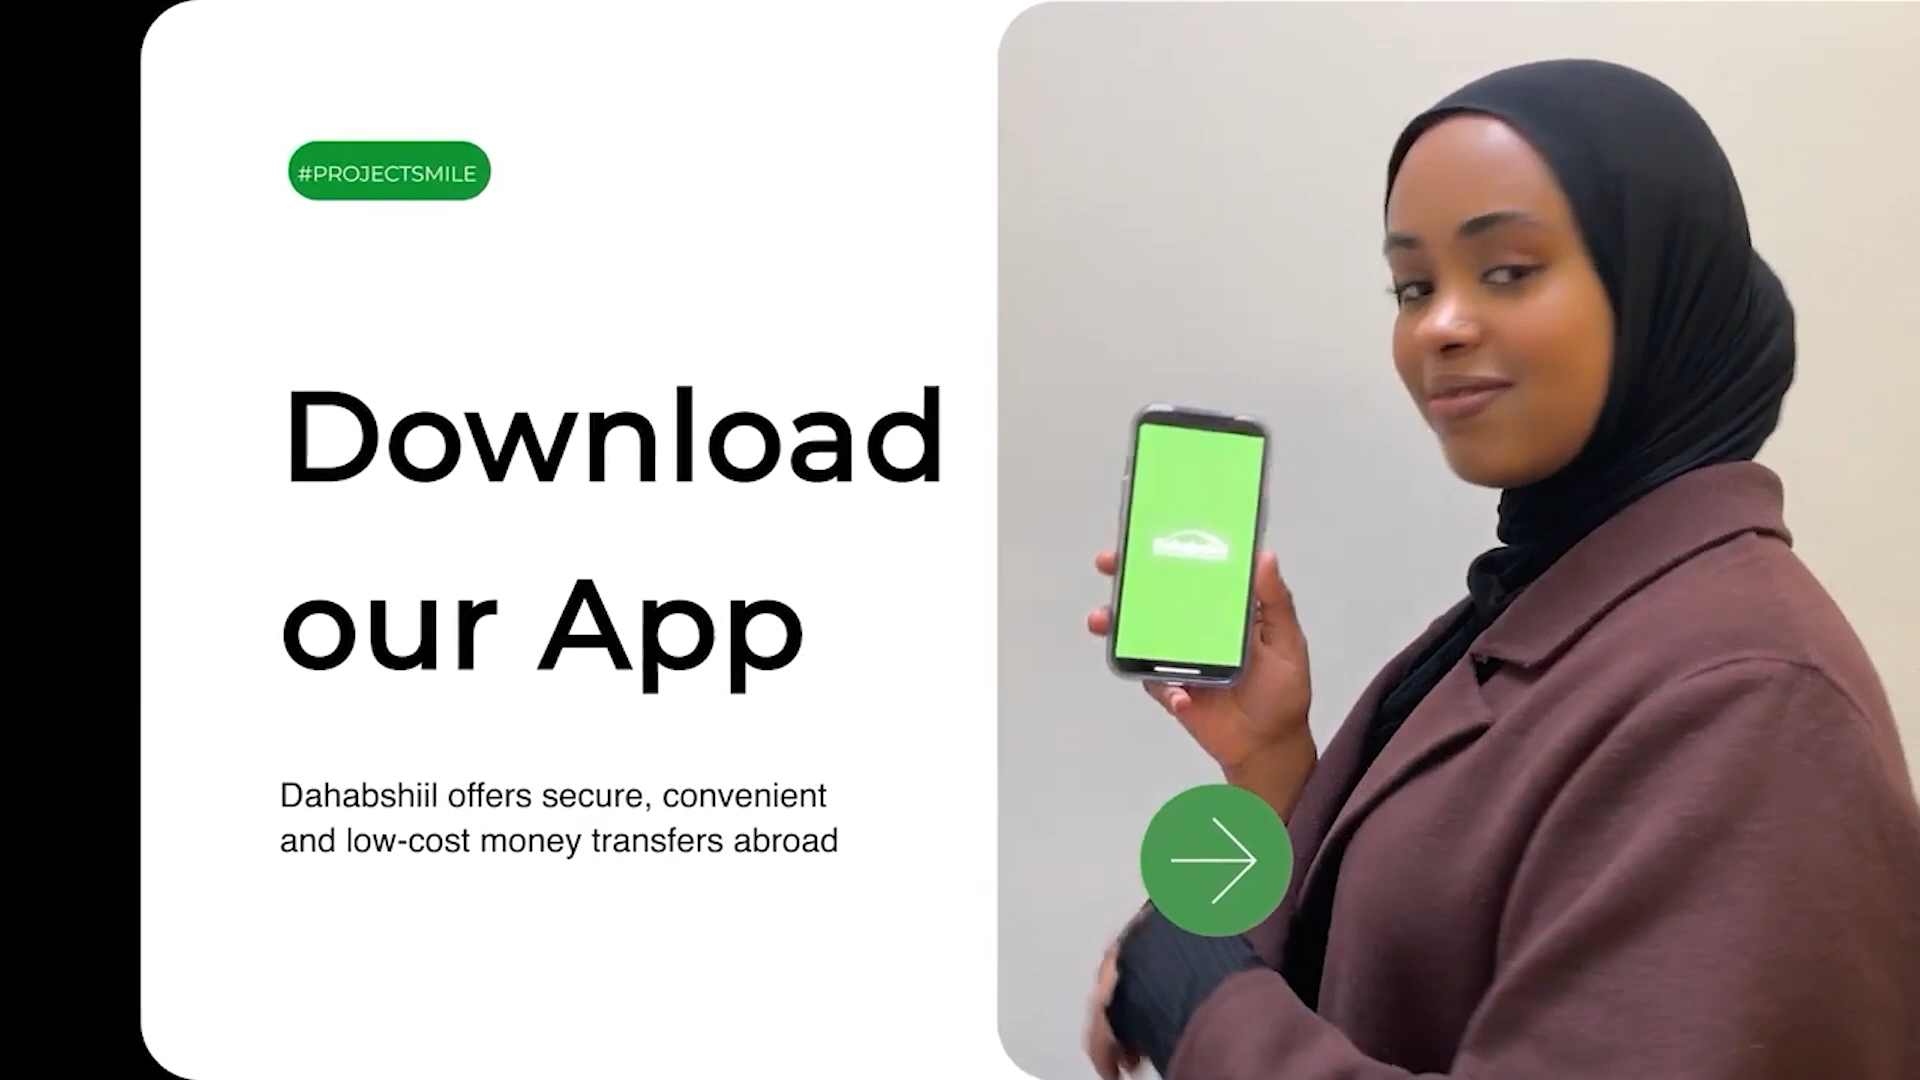 #PROJECTSMILE
Download
our App
Dahabshiil offers secure, convenient
and low-cost money transfers abroad